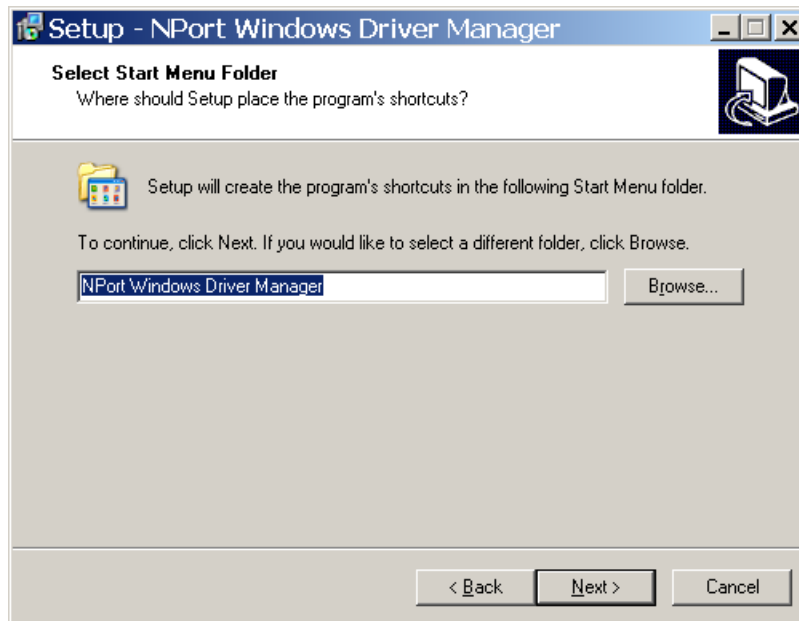 Setup - NPort Windows Driver Manager
Select Start Menu Folder
Where should Setup place the program's shortcuts?
Setup will create the program's shortcuts in the following Start Menu folder.
To continue, click Next. If you would like to select a different folder, click Browse.
NPort Windows Driver Manager
Browse...
< Back
Next >
Cancel